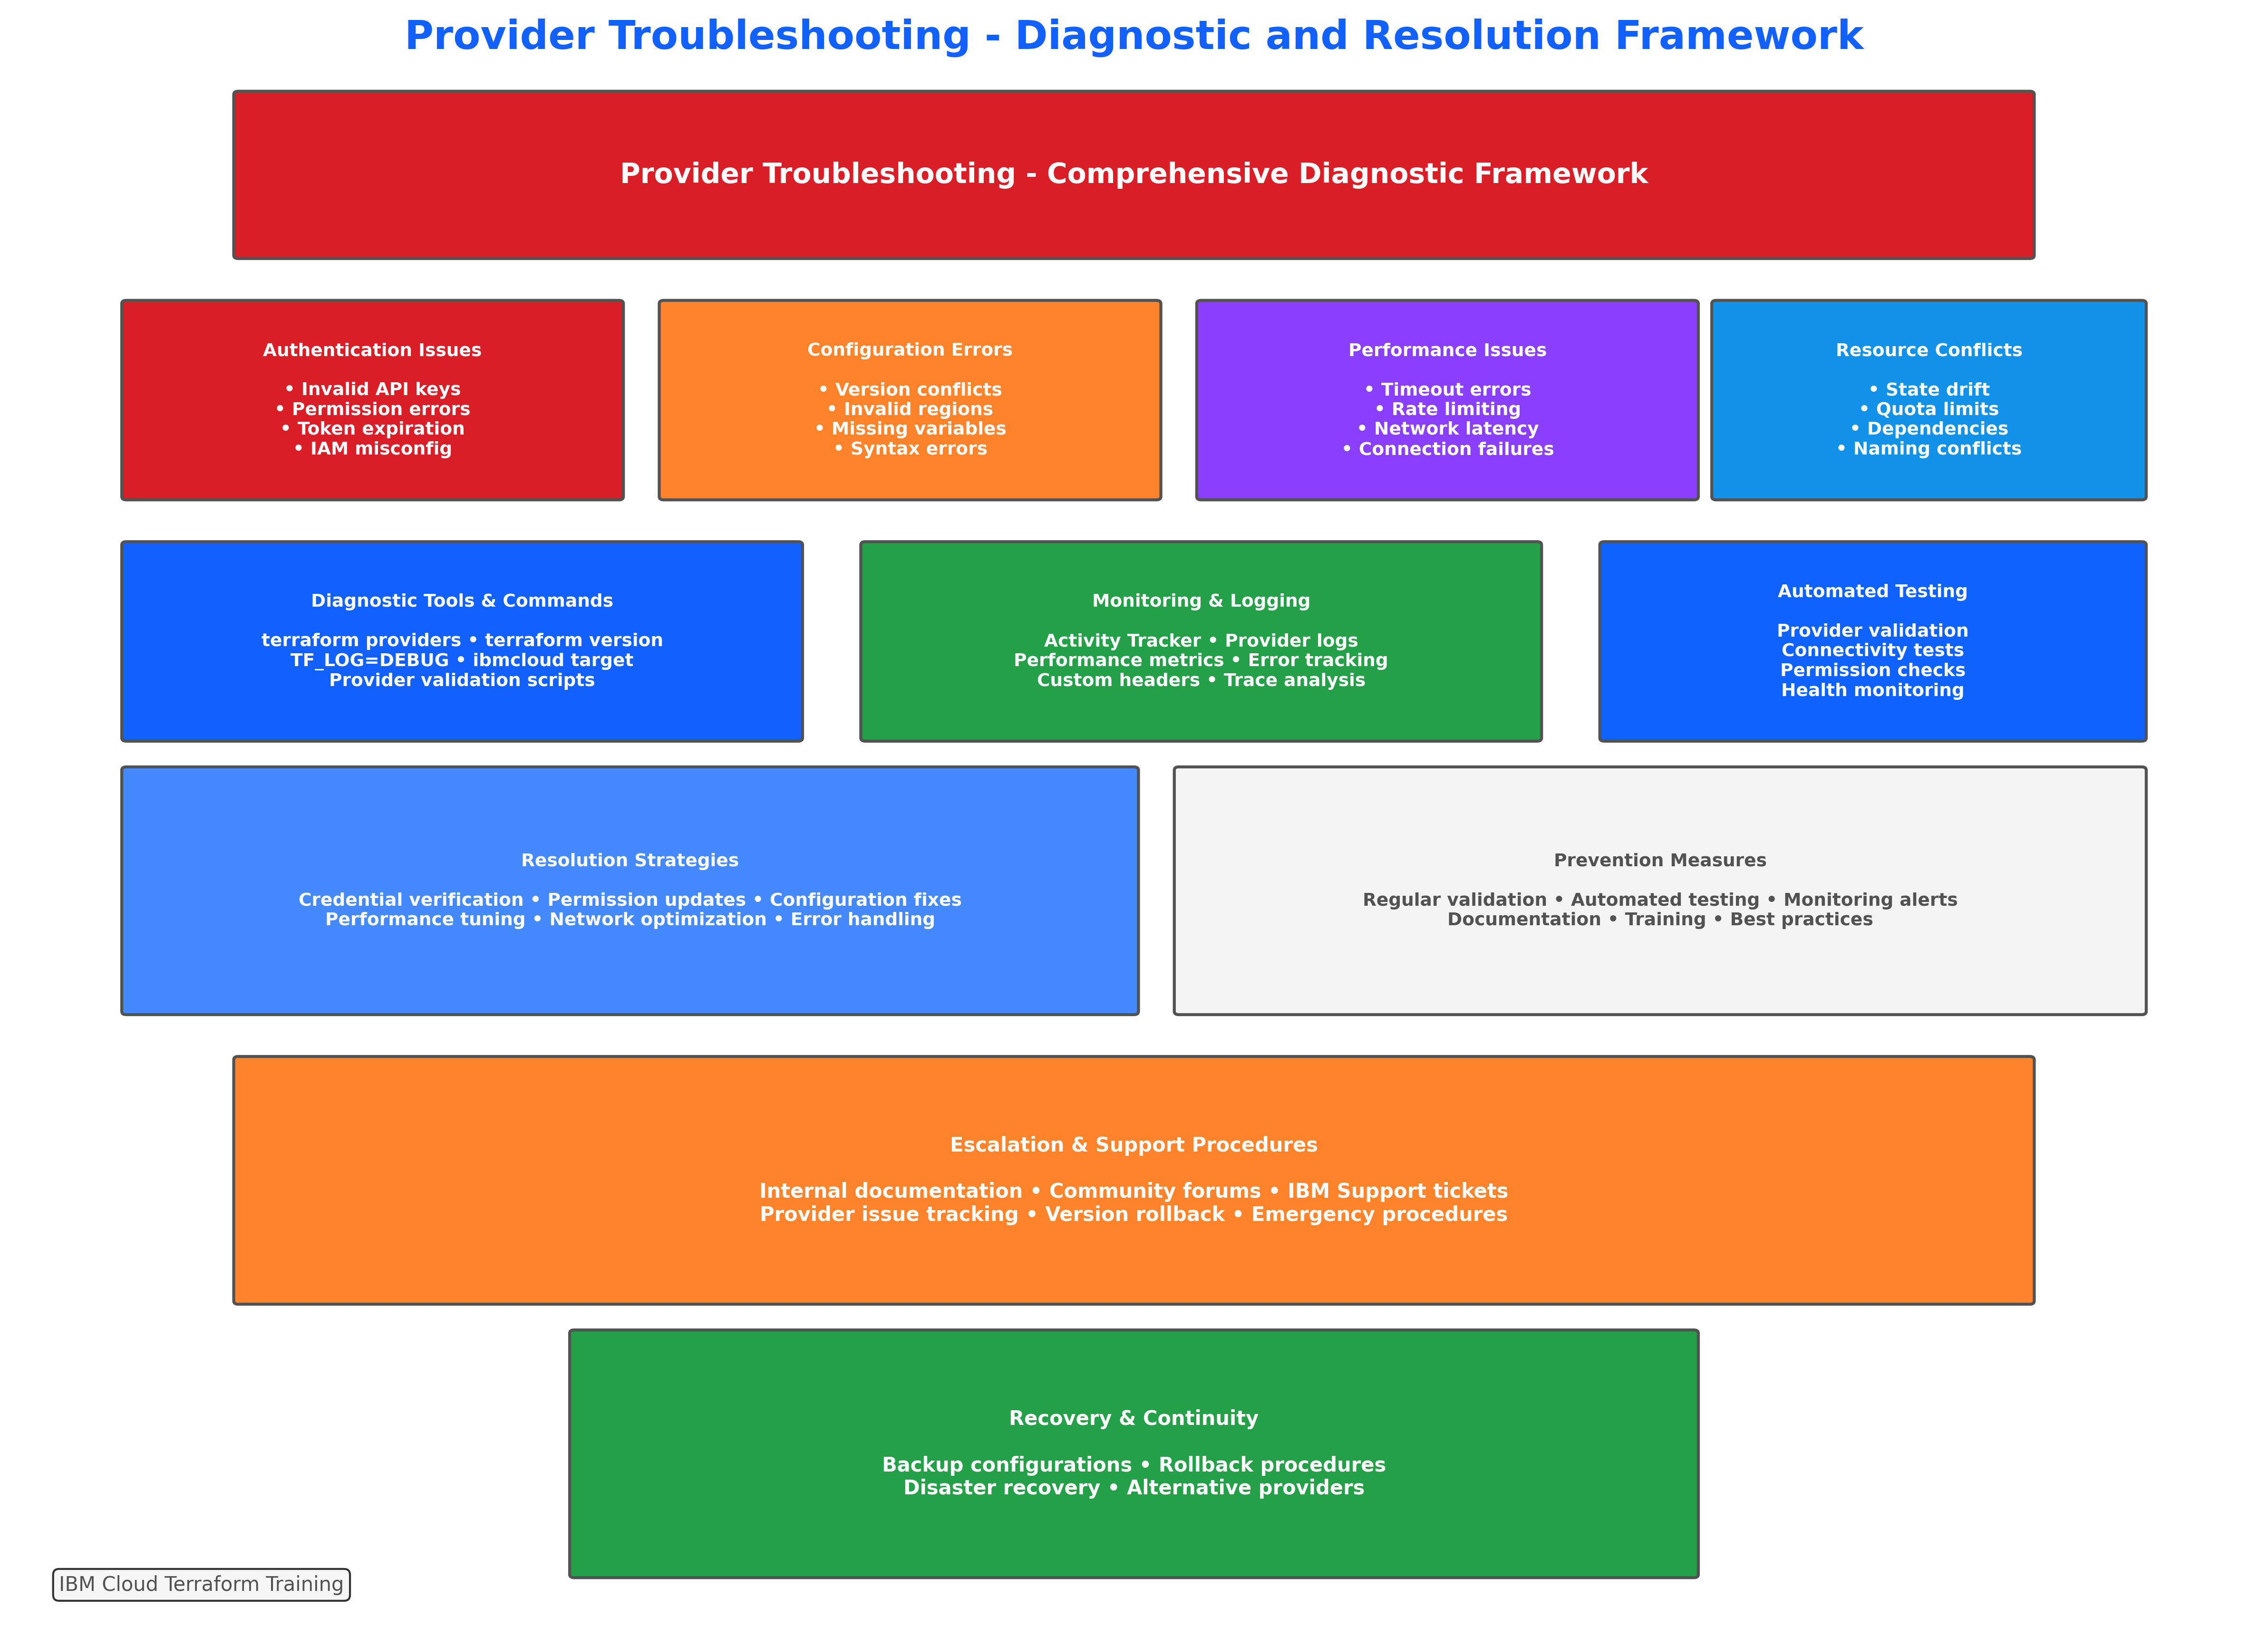 Provider Troubleshooting - Diagnostic and Resolution Framework
Provider Troubleshooting - Comprehensive Diagnostic Framework
Authentication Issues
• Invalid API keys
• Permission errors
• Token expiration
• IAM misconfig
Configuration Errors
• Version conflicts
• Invalid regions
• Missing variables
• Syntax errors
Performance Issues
• Timeout errors
• Rate limiting
• Network latency
• Connection failures
Resource Conflicts
• State drift
• Quota limits
• Dependencies
• Naming conflicts
Diagnostic Tools & Commands
terraform providers • terraform version
TF_LOG=DEBUG • ibmcloud target
Provider validation scripts
Monitoring & Logging
Activity Tracker • Provider logs
Performance metrics • Error tracking
Custom headers • Trace analysis
Automated Testing
Provider validation
Connectivity tests
Permission checks
Health monitoring
Resolution Strategies
Credential verification • Permission updates • Configuration fixes
Performance tuning • Network optimization • Error handling
Prevention Measures
Regular validation • Automated testing • Monitoring alerts
Documentation • Training • Best practices
Escalation & Support Procedures
Internal documentation • Community forums • IBM Support tickets
Provider issue tracking • Version rollback • Emergency procedures
Recovery & Continuity
Backup configurations • Rollback procedures
Disaster recovery • Alternative providers
IBM Cloud Terraform Training